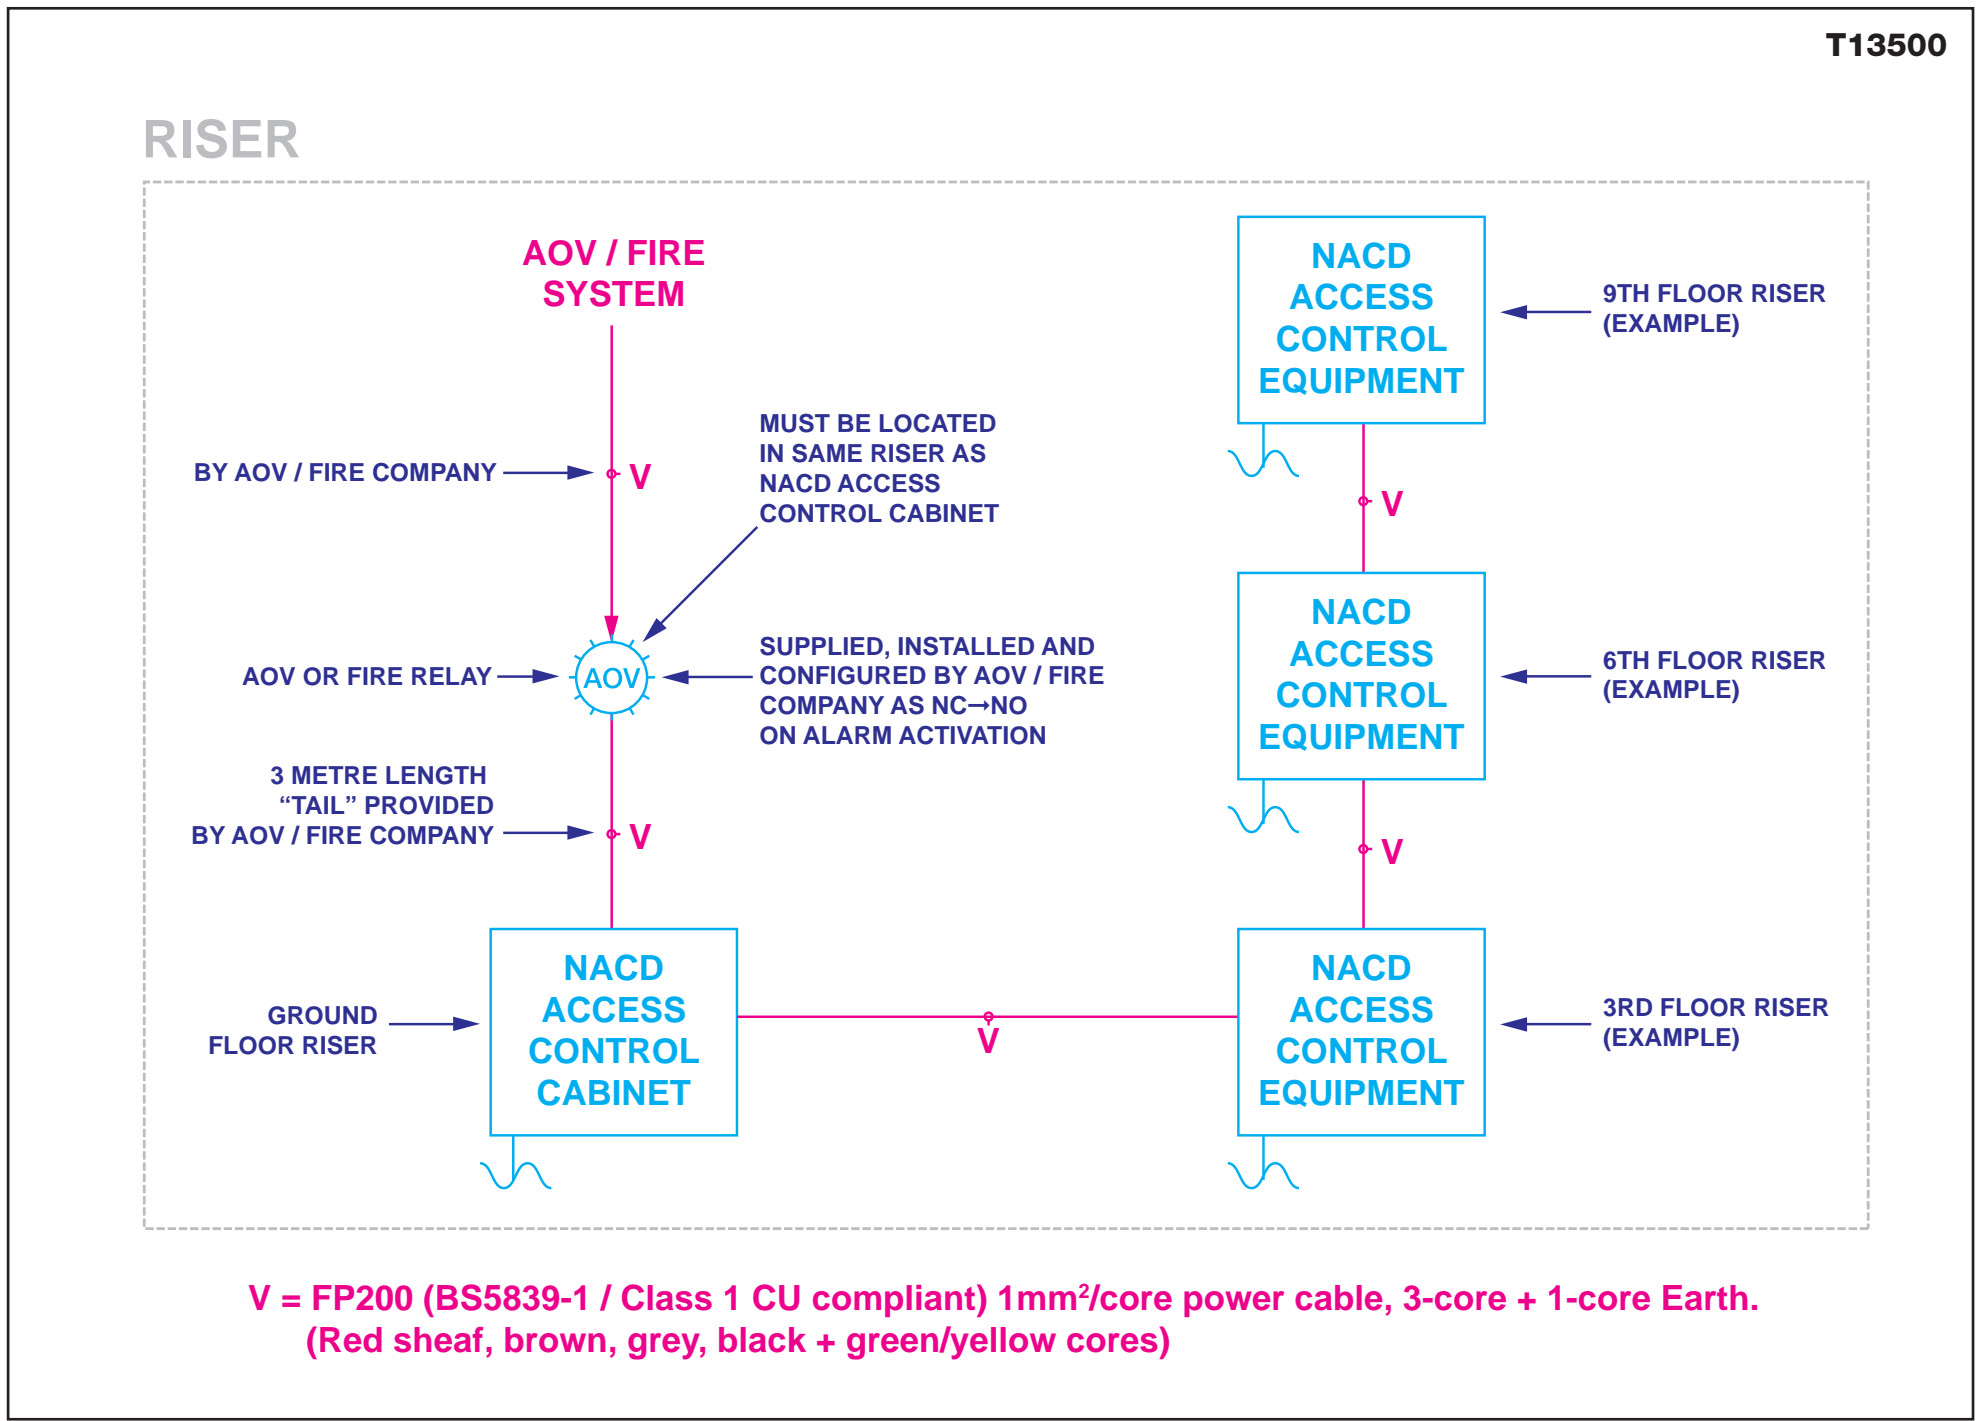 T13500
RISER
AOV / FIRE
SYSTEM
BY AOV / FIRE COMPANY
V
MUST BE LOCATED
IN SAME RISER AS
NACD ACCESS
CONTROL CABINET
AOV OR FIRE RELAY
AOV
SUPPLIED, INSTALLED AND
CONFIGURED BY AOV / FIRE
COMPANY AS NC→NO
ON ALARM ACTIVATION
3 METRE LENGTH
“TAIL” PROVIDED
BY AOV / FIRE COMPANY
V
GROUND
FLOOR RISER
NACD
ACCESS
CONTROL
CABINET
V
NACD
ACCESS
CONTROL
EQUIPMENT
9TH FLOOR RISER
(EXAMPLE)
V
NACD
ACCESS
CONTROL
EQUIPMENT
6TH FLOOR RISER
(EXAMPLE)
V
NACD
ACCESS
CONTROL
EQUIPMENT
3RD FLOOR RISER
(EXAMPLE)
V = FP200 (BS5839-1 / Class 1 CU compliant) 1mm²/core power cable, 3-core + 1-core Earth.
(Red sheaf, brown, grey, black + green/yellow cores)